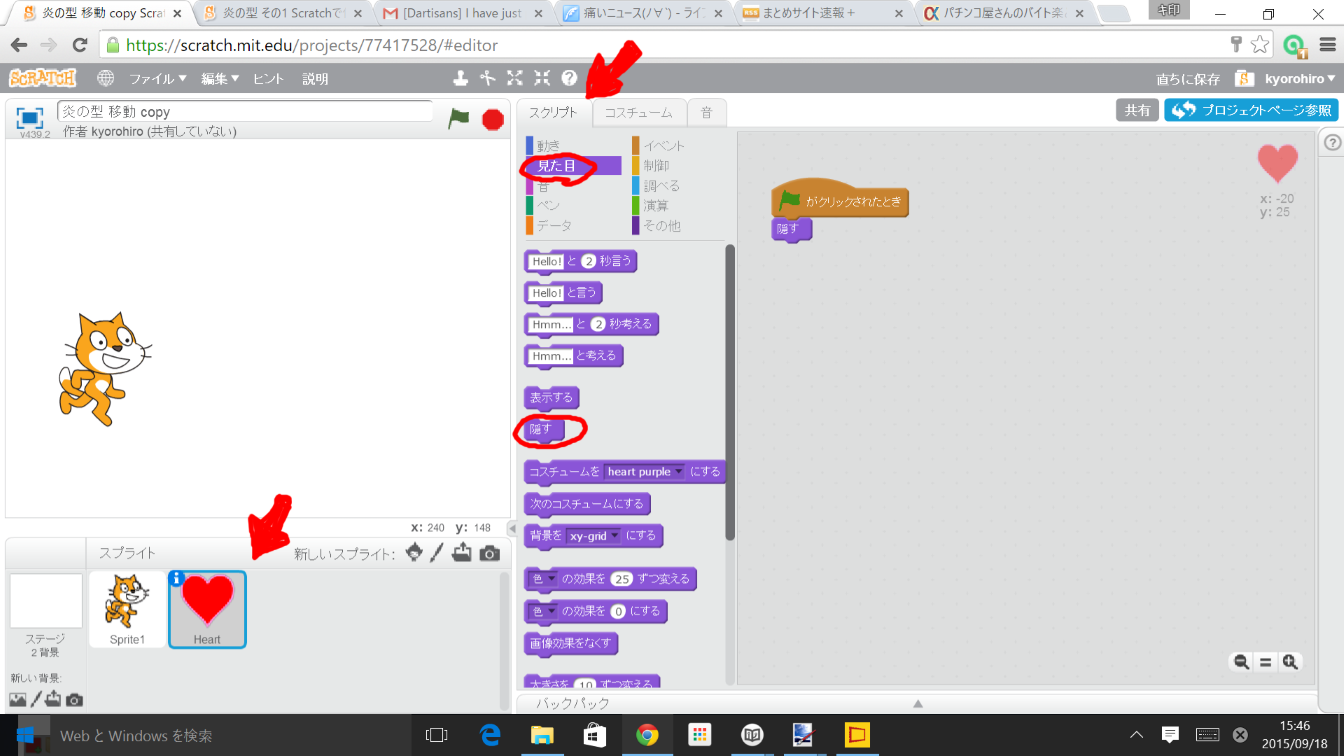 炎の型 移動 copy Scra
炎の型 その1 Scratchで
[Dartisans] I have just
痛いニュース(ﾉ∀`) - ライ
まとめサイト速報＋
パチンコ屋さんのバイト楽
キ印
https://scratch.mit.edu/projects/77417528/#editor
1
SCRATCH
ファイル▼
編集▼
ヒント
説明
直ちに保存
kyorohiro▼
炎の型 移動 copy
v439.2
作者 kyorohiro (共有していない)
スクリプト
コスチューム
音
共有
プロジェクトページ参照
動き
イベント
見た目
制御
音
調べる
ペン
演算
データ
その他
がクリックされたとき
隠す
x: -20
y: 25
Hello! と 2 秒言う
Hello! と言う
Hmm... と 2 秒考える
Hmm... と考える
表示する
隠す
コスチュームを heart purple にする
次のコスチュームにする
背景を xy-grid にする
色 の効果を 25 ずつ変える
色 の効果を 0 にする
画像効果をなくす
大きさを 10 ずつ変える
x: 240 y: 148
スプライト
新しいスプライト:
ステージ
2 背景
新しい背景:
Sprite1
Heart
バックパック
Web と Windows を検索
15:46
2015/09/18